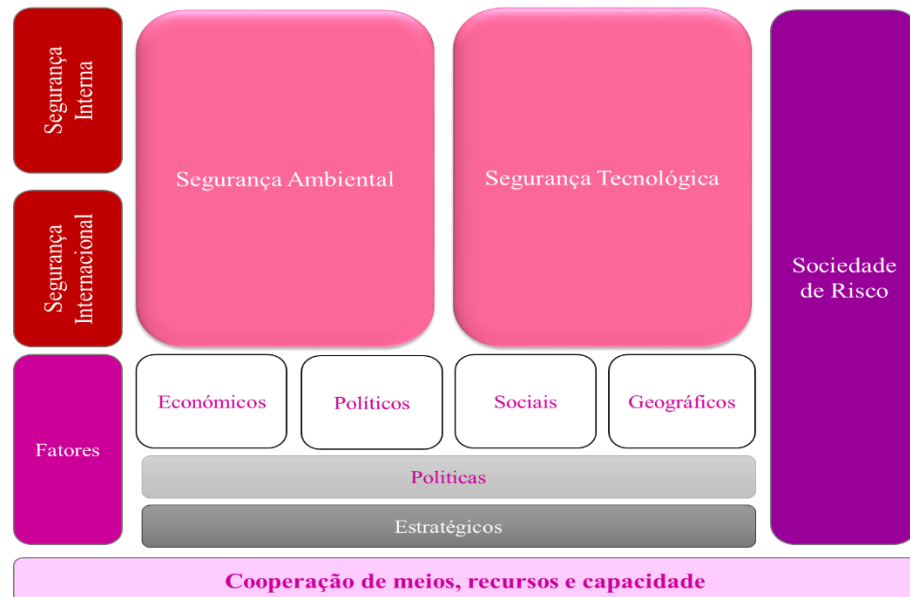 Segurança
Interna
Segurança Ambiental
Segurança Tecnológica
Sociedade
de Risco
Segurança
Internacional
Fatores
Económicos
Políticos
Sociais
Geográficos
Politicas
Estratégicos
Cooperação de meios, recursos e capacidade